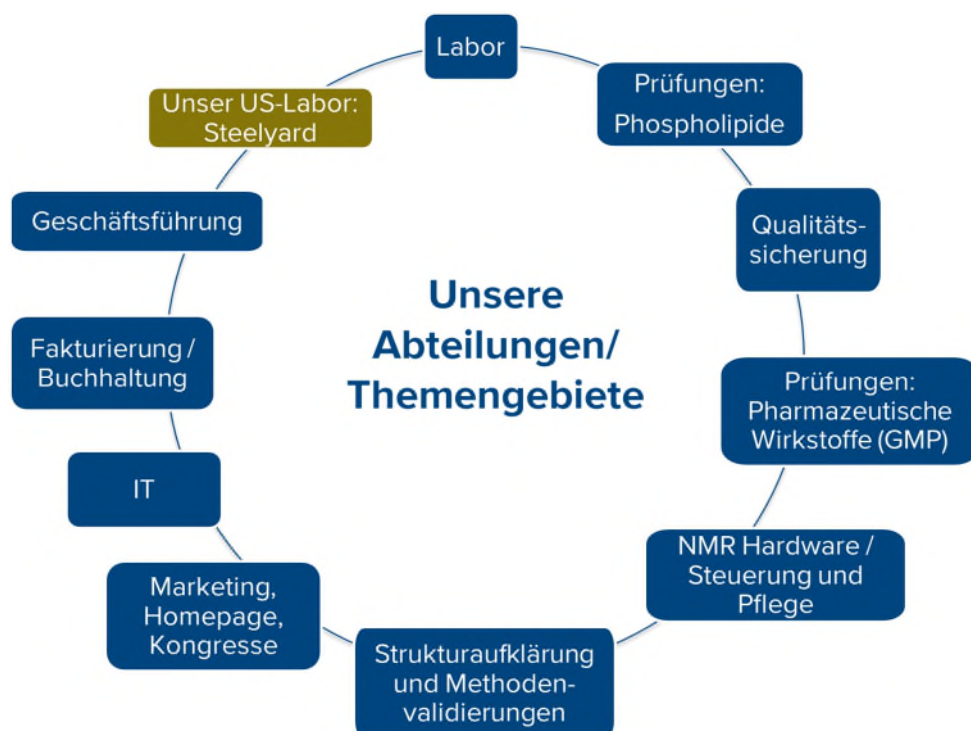 Labor
Prüfungen:
Phospholipide
Qualitäts-
sicherung
Prüfungen:
Pharmazeutische
Wirkstoffe (GMP)
NMR Hardware /
Steuerung und
Pflege
Strukturaufklärung
und Methoden-
validierungen
Marketing,
Homepage,
Kongresse
IT
Fakturierung /
Buchhaltung
Geschäftsführung
Unser US-Labor:
Steelyard
Unsere
Abteilungen/
Themengebiete